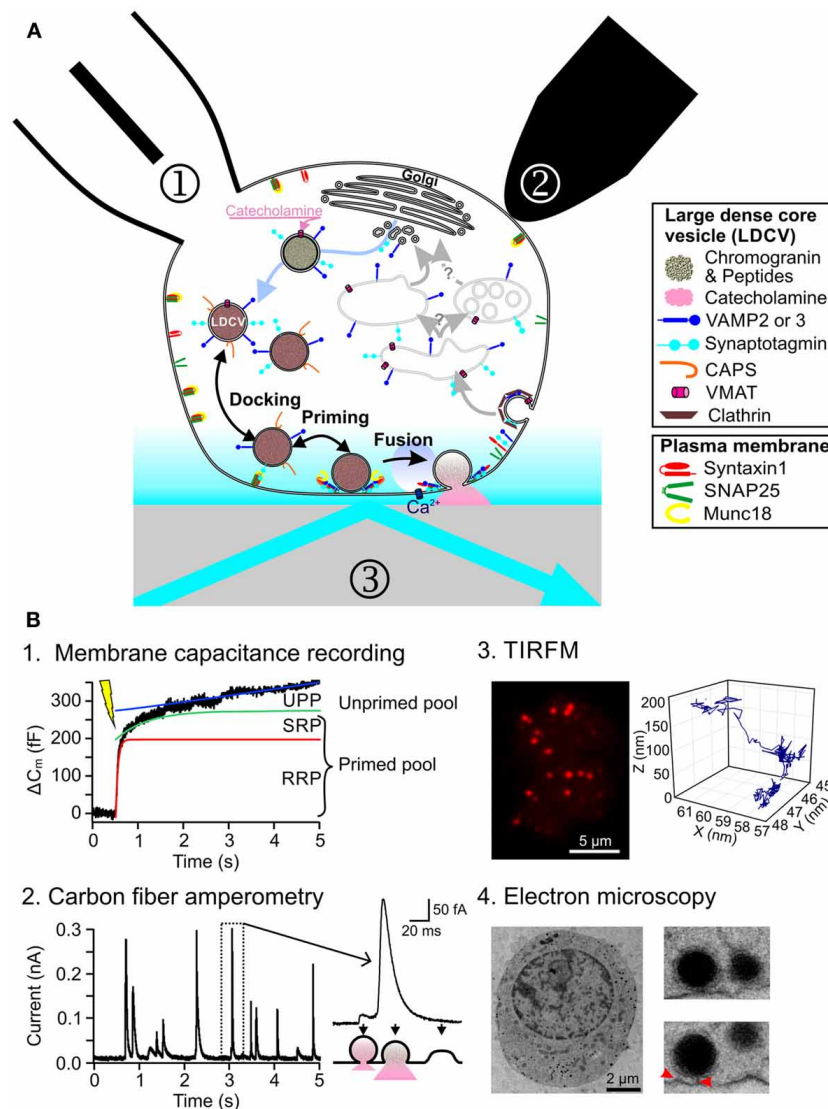 A
①
②
Golgi
Catecholamine
?
?
LDCV
Docking
Priming
Fusion
Ca²⁺
③
Large dense core
vesicle (LDCV)
Chromogranin
& Peptides
Catecholamine
VAMP2 or 3
Synaptotagmin
CAPS
VMAT
Clathrin
Plasma membrane
Syntaxin1
SNAP25
Munc18
B
1. Membrane capacitance recording
ΔCₘ (fF)
300
200
100
0
UPP
SRP
RRP
Unprimed pool
Primed pool
0 1 2 3 4 5
Time (s)
3. TIRFM
5 µm
Z (nm)
200
150
100
50
0
61 60 59 58 57
X (nm)
48 47 46 45
Y (nm)
2. Carbon fiber amperometry
Current (nA)
0.3
0.2
0.1
0.0
0 1 2 3 4 5
Time (s)
50 fA
20 ms
4. Electron microscopy
2 µm